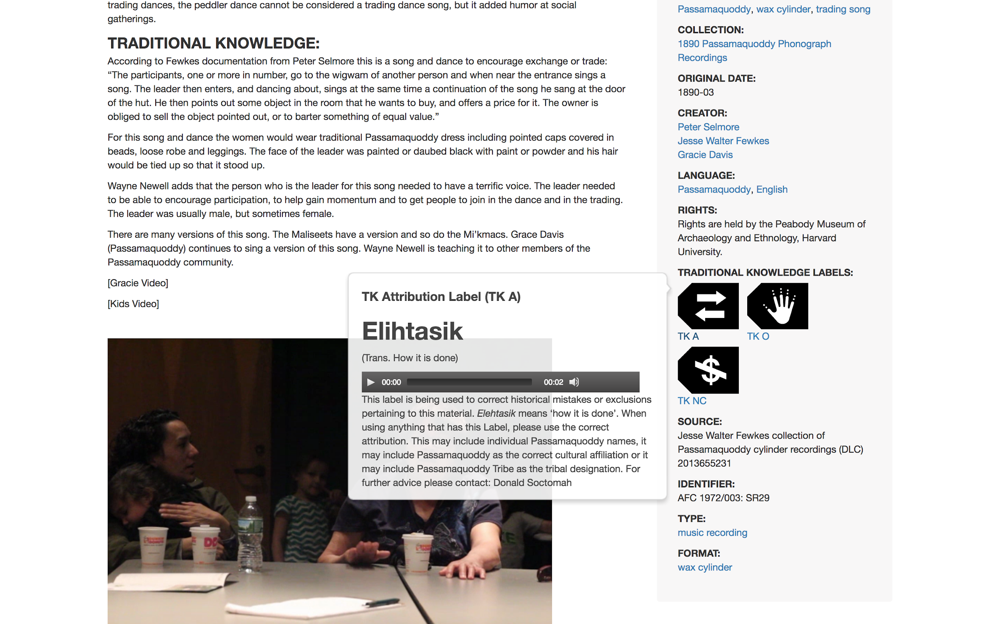 trading dances, the peddler dance cannot be considered a trading dance song, but it added humor at social
gatherings.
TRADITIONAL KNOWLEDGE:
According to Fewkes documentation from Peter Selmore this is a song and dance to encourage exchange or trade:
“The participants, one or more in number, go to the wigwam of another person and when near the entrance sings a
song. The leader then enters, and dancing about, sings at the same time a continuation of the song he sang at the door
of the hut. He then points out some object in the room that he wants to buy, and offers a price for it. The owner is
obliged to sell the object pointed out, or to barter something of equal value.”
For this song and dance the women would wear traditional Passamaquoddy dress including pointed caps covered in
beads, loose robe and leggings. The face of the leader was painted or daubed black with paint or powder and his hair
would be tied up so that it stood up.
Wayne Newell adds that the person who is the leader for this song needed to have a terrific voice. The leader needed
to be able to encourage participation, to help gain momentum and to get people to join in the dance and in the trading.
The leader was usually male, but sometimes female.
There are many versions of this song. The Maliseets have a version and so do the Mi’kmacs. Grace Davis
(Passamaquoddy) continues to sing a version of this song. Wayne Newell is teaching it to other members of the
Passamaquoddy community.
[Gracie Video]
[Kids Video]
TK Attribution Label (TK A)
Elihtasik
(Trans. How it is done)
00:00 00:02
This label is being used to correct historical mistakes or exclusions
pertaining to this material. Elehtasik means ‘how it is done’. When
using anything that has this Label, please use the correct
attribution. This may include individual Passamaquoddy names, it
may include Passamaquoddy as the correct cultural affiliation or it
may include Passamaquoddy Tribe as the tribal designation. For
further advice please contact: Donald Soctomah
DD
Passamaquoddy, wax cylinder, trading song
COLLECTION:
1890 Passamaquoddy Phonograph
Recordings
ORIGINAL DATE:
1890-03
CREATOR:
Peter Selmore
Jesse Walter Fewkes
Gracie Davis
LANGUAGE:
Passamaquoddy, English
RIGHTS:
Rights are held by the Peabody Museum of
Archaeology and Ethnology, Harvard
University.
TRADITIONAL KNOWLEDGE LABELS:
TK A TK O
$
TK NC
SOURCE:
Jesse Walter Fewkes collection of
Passamaquoddy cylinder recordings (DLC)
2013655231
IDENTIFIER:
AFC 1972/003: SR29
TYPE:
music recording
FORMAT:
wax cylinder